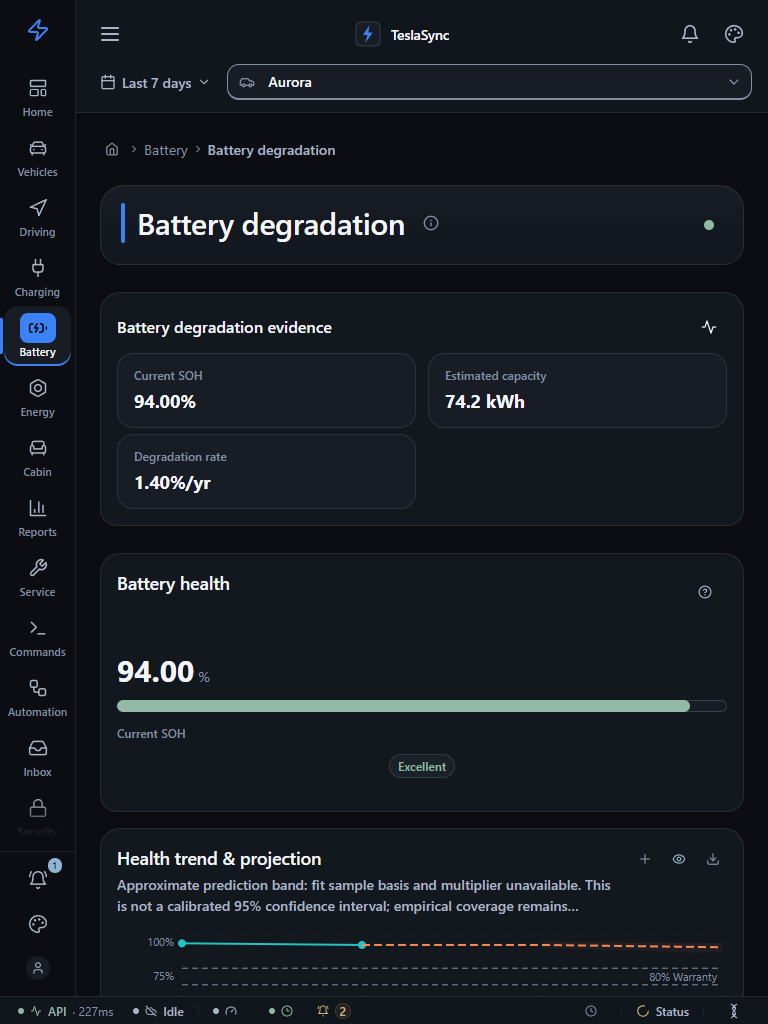 TeslaSync
Last 7 days
Aurora
Home
Vehicles
Driving
Charging
Battery
Energy
Cabin
Reports
Service
Commands
Automation
Inbox
Security
1
Battery
Battery degradation
Battery degradation
Battery degradation evidence
Current SOH
94.00%
Estimated capacity
74.2 kWh
Degradation rate
1.40%/yr
Battery health
94.00 %
Current SOH
Excellent
Health trend & projection
Approximate prediction band: fit sample basis and multiplier unavailable. This
is not a calibrated 95% confidence interval; empirical coverage remains...
100%
75%
80% Warranty
API · 227ms
Idle
2
Status